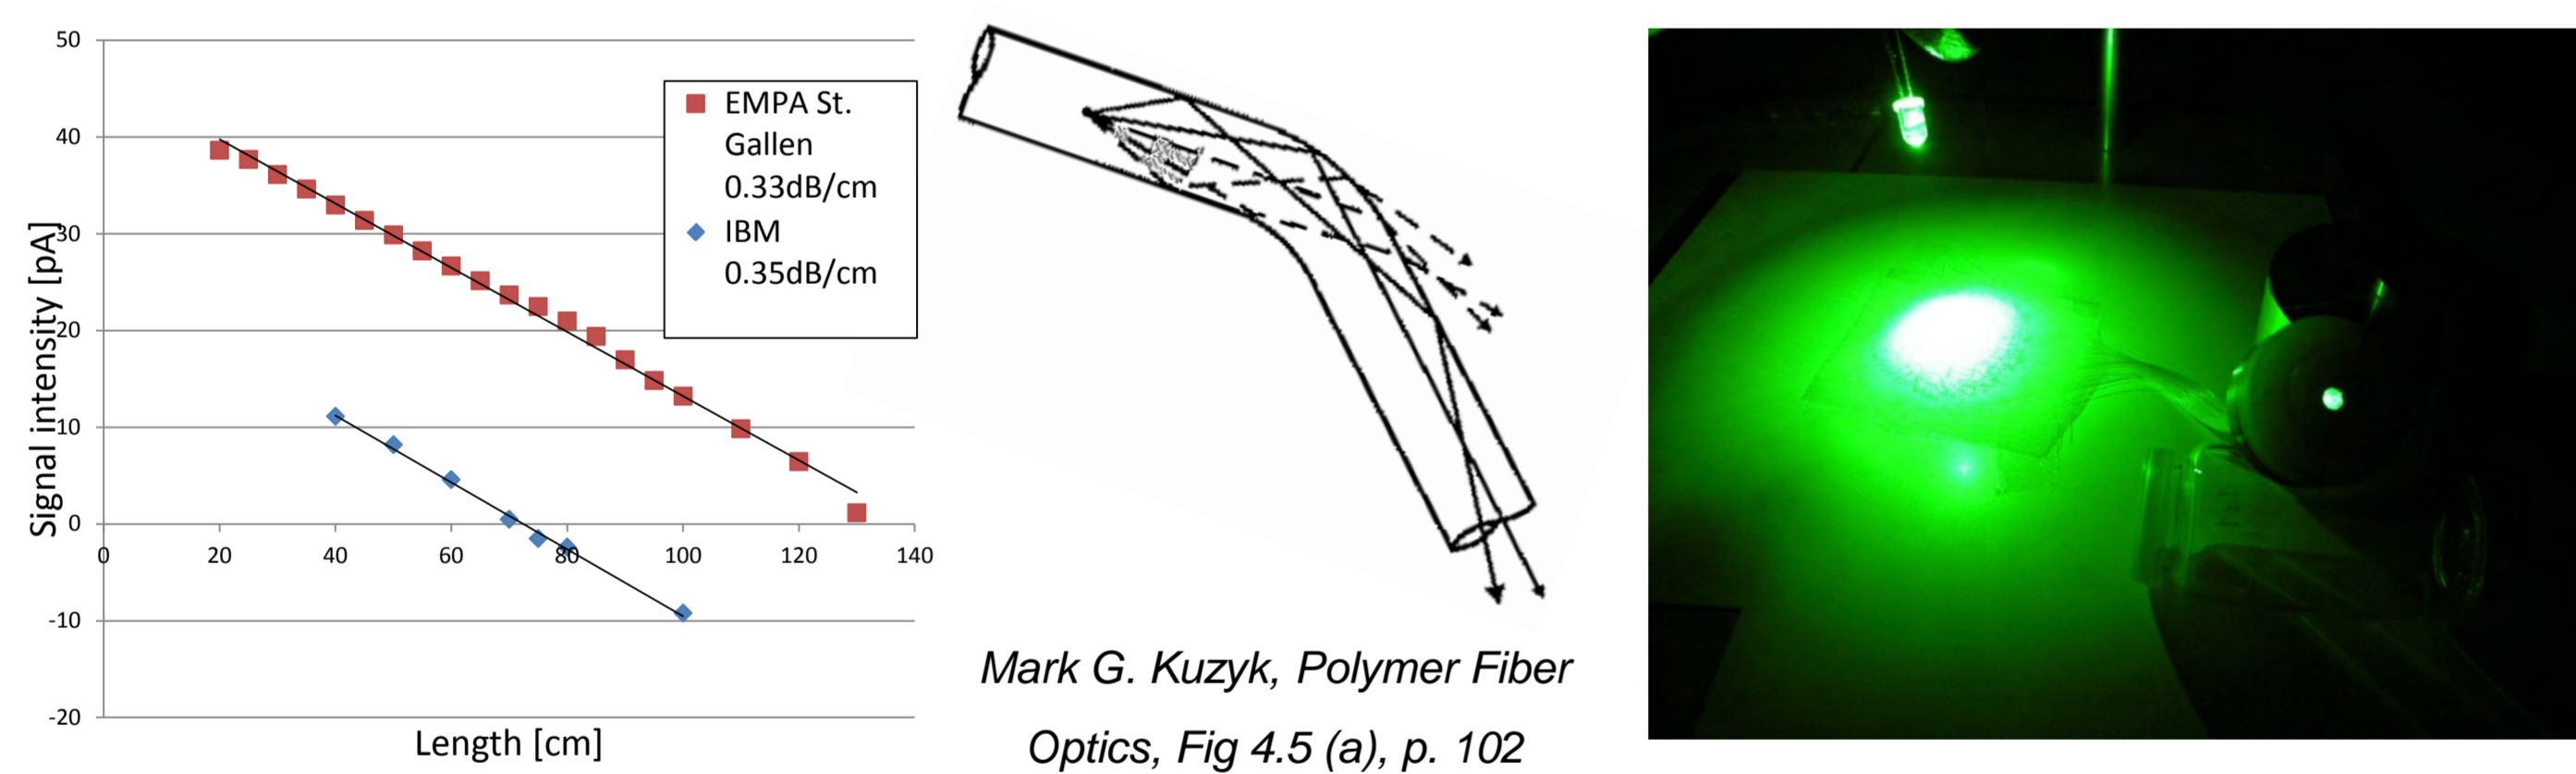 50
40
30
20
10
0
-10
-20
0
20
40
60
80
100
120
140
Signal intensity [pA]
Length [cm]
EMPA St.
Gallen
0.33dB/cm
IBM
0.35dB/cm
Mark G. Kuzyk, Polymer Fiber
Optics, Fig 4.5 (a), p. 102